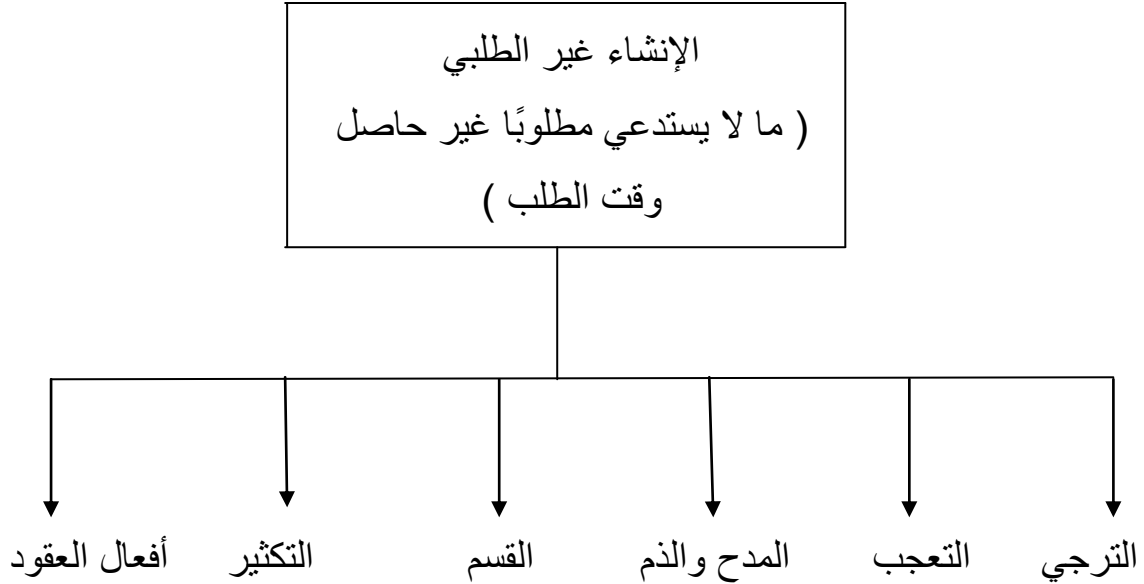 الإنشاء غير الطلبي
( ما لا يستدعي مطلوبًا غير حاصل
وقت الطلب )
الترجي التعجب المدح والذم القسم التكثير أفعال العقود